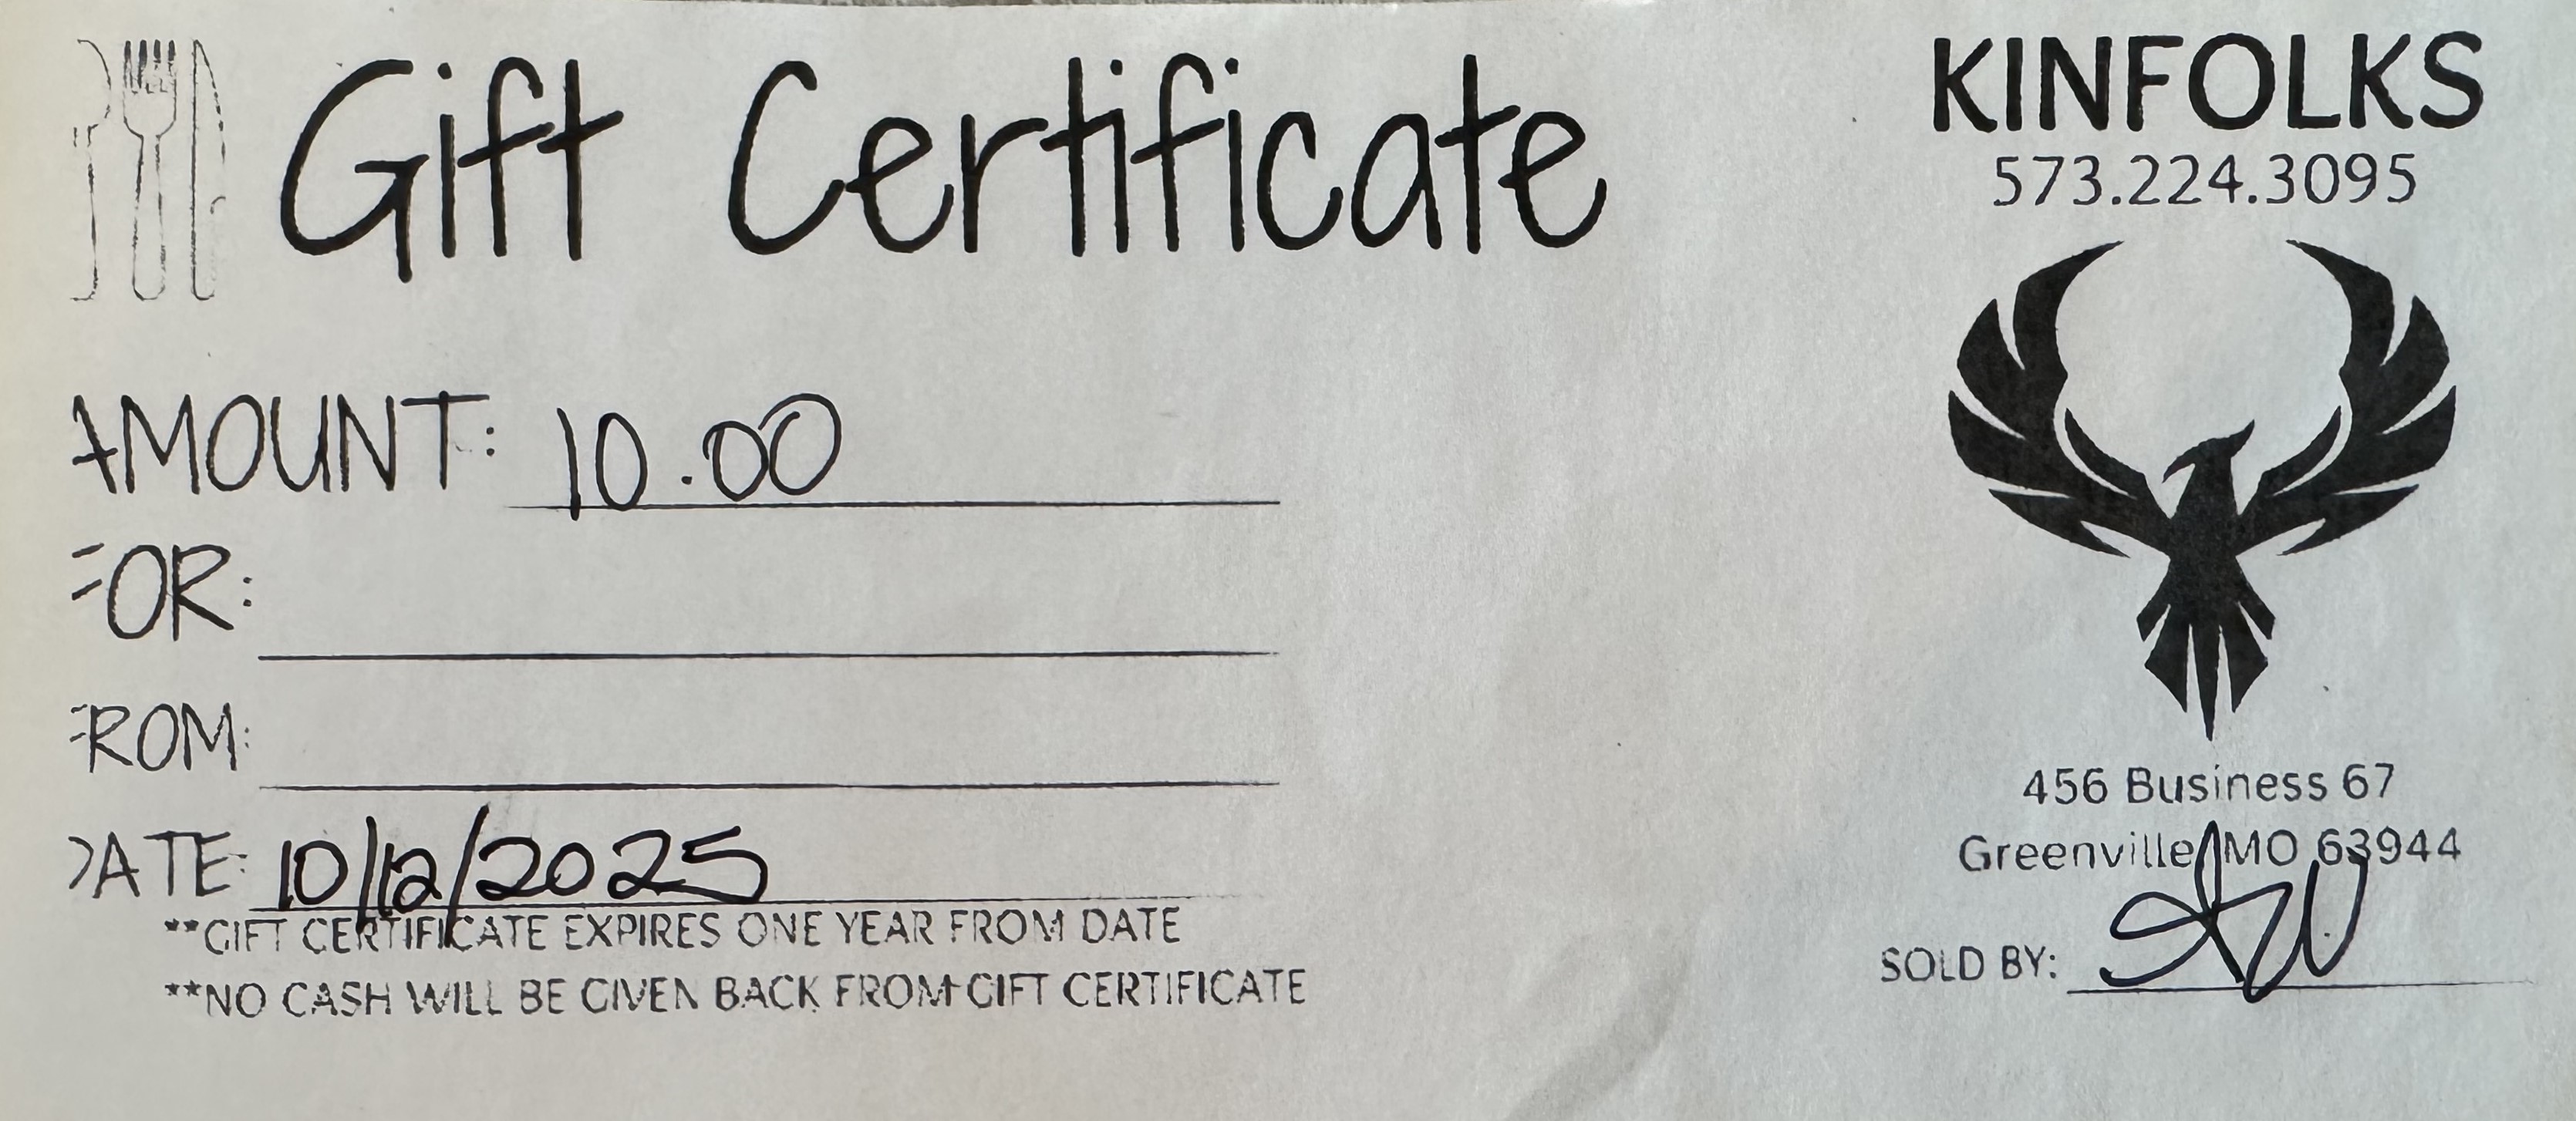 Gift Certificate
KINFOLKS
573.224.3095
AMOUNT: 10.00
FOR:
FROM:
DATE: 10/12/2025
**GIFT CERTIFICATE EXPIRES ONE YEAR FROM DATE
**NO CASH WILL BE GIVEN BACK FROM GIFT CERTIFICATE
456 Business 67
Greenville, MO 63944
SOLD BY: